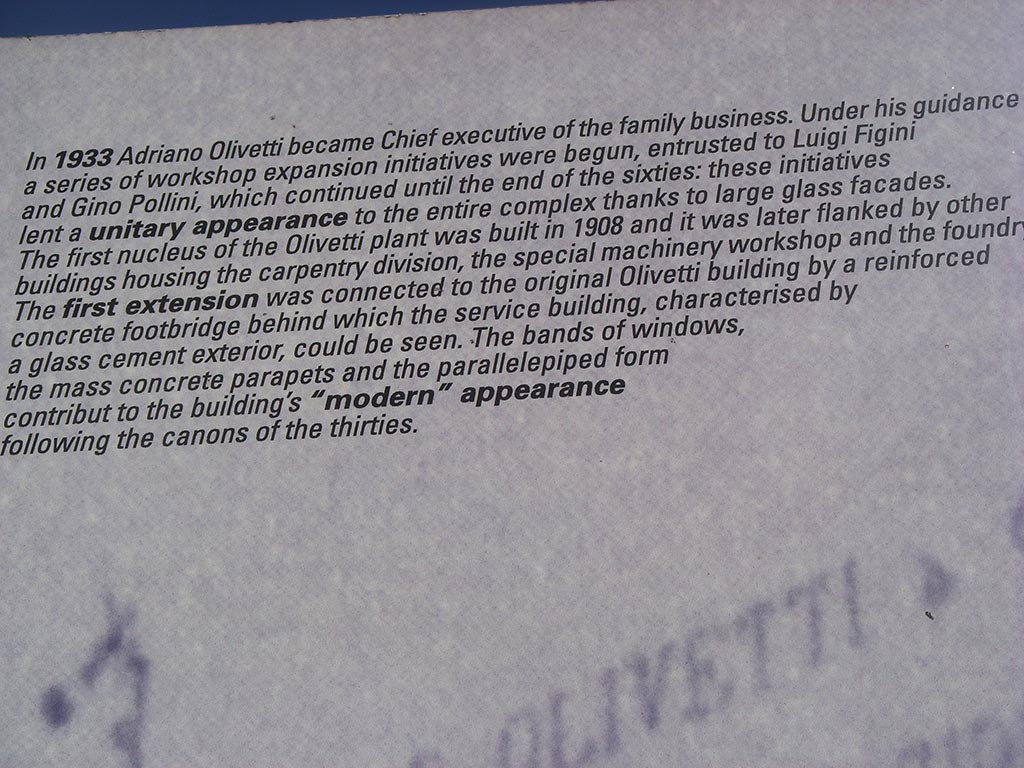 In 1933 Adriano Olivetti became Chief executive of the family business. Under his guidance
a series of workshop expansion initiatives were begun, entrusted to Luigi Figini
and Gino Pollini, which continued until the end of the sixties: these initiatives
lent a unitary appearance to the entire complex thanks to large glass facades.
The first nucleus of the Olivetti plant was built in 1908 and it was later flanked by other
buildings housing the carpentry division, the special machinery workshop and the foundry
The first extension was connected to the original Olivetti building by a reinforced
concrete footbridge behind which the service building, characterised by
a glass cement exterior, could be seen. The bands of windows,
the mass concrete parapets and the parallelepiped form
contribut to the building's "modern" appearance
following the canons of the thirties.
OLIVETTI